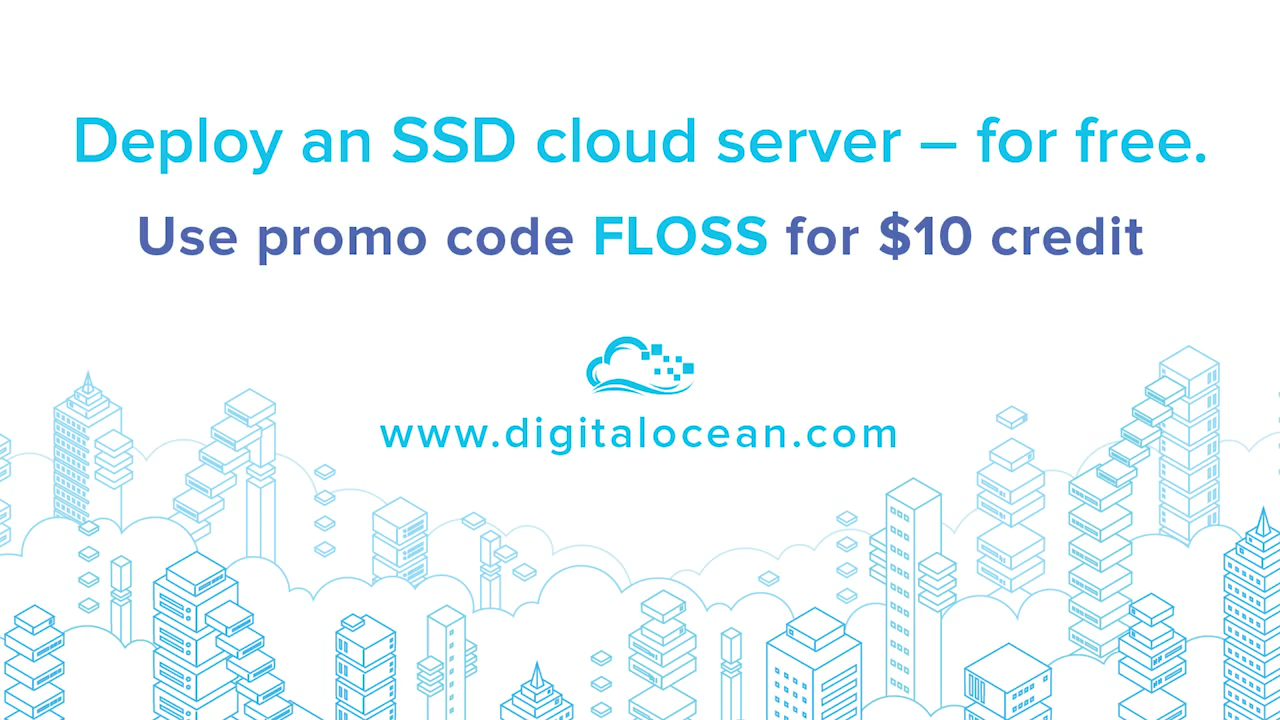 Deploy an SSD cloud server – for free.
Use promo code FLOSS for $10 credit
www.digitalocean.com